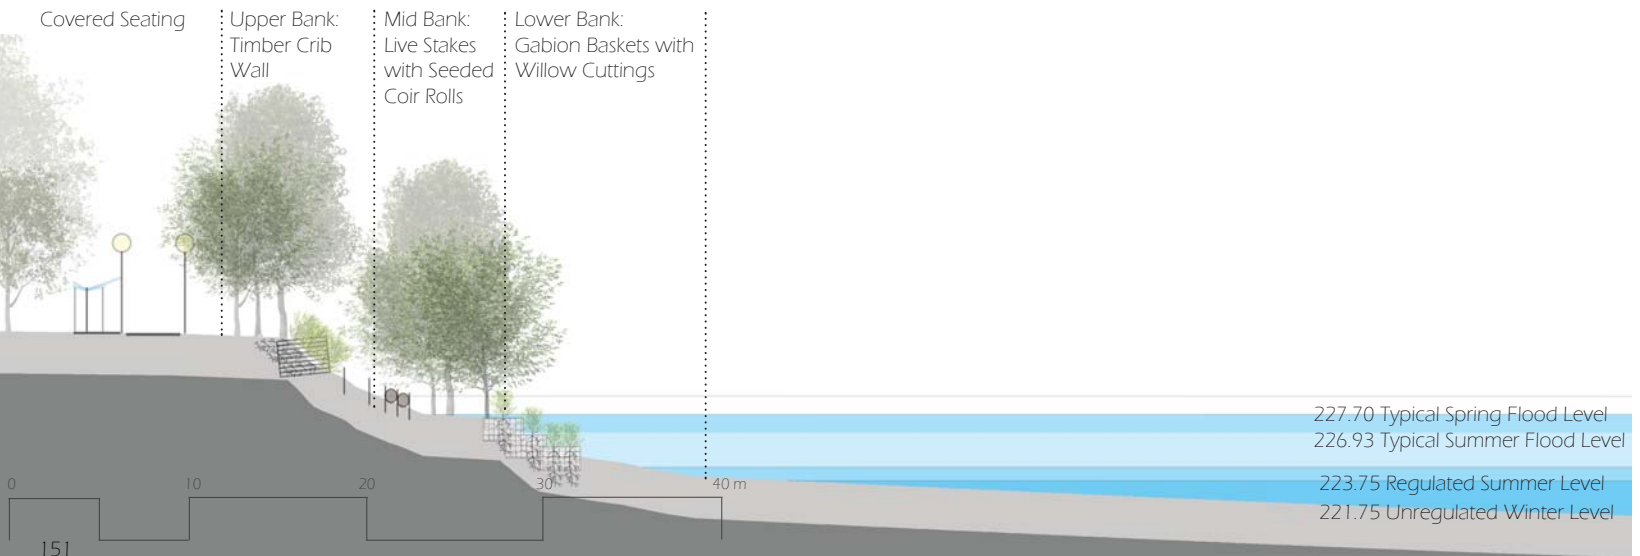 Covered Seating
Upper Bank:
Timber Crib
Wall
Mid Bank:
Live Stakes
with Seeded
Coir Rolls
Lower Bank:
Gabion Baskets with
Willow Cuttings
227.70 Typical Spring Flood Level
226.93 Typical Summer Flood Level
223.75 Regulated Summer Level
221.75 Unregulated Winter Level
0 10 20 30 40 m
151